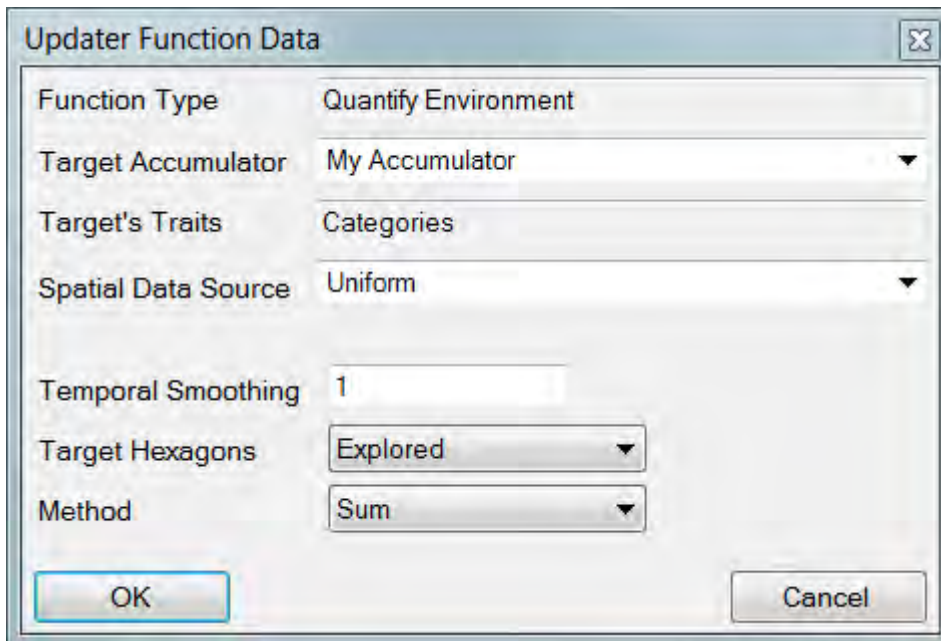 Updater Function Data
Function Type Quantify Environment
Target Accumulator My Accumulator
Target's Traits Categories
Spatial Data Source Uniform
Temporal Smoothing 1
Target Hexagons Explored
Method Sum
OK Cancel